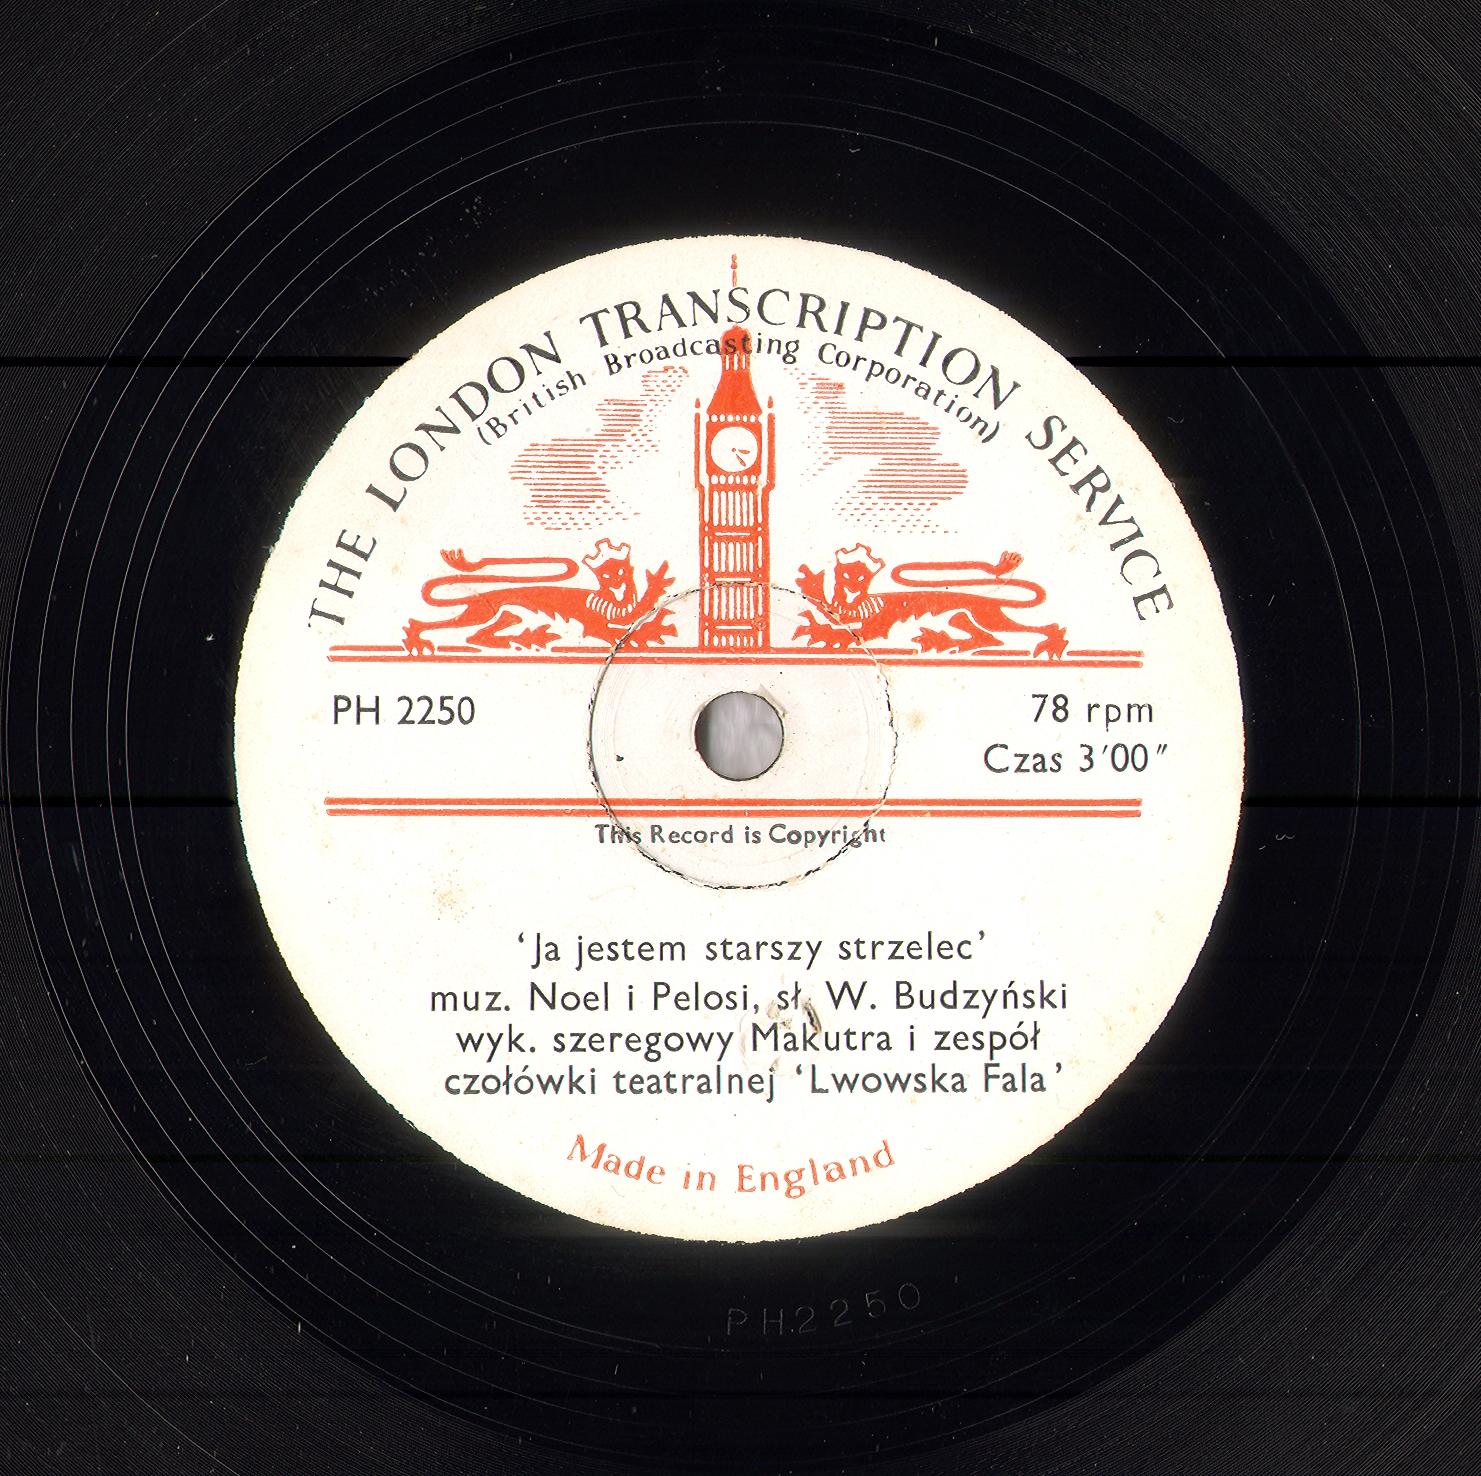 THE LONDON TRANSCRIPTION SERVICE
(British Broadcasting Corporation)
PH 2250
78 rpm
Czas 3′00″
This Record is Copyright
‘Ja jestem starszy strzelec’
muz. Noel i Pelosi, sł. W. Budzyński
wyk. szeregowy Makutra i zespół
czołówki teatralnej ‘Lwowska Fala’
Made in England
PH2250